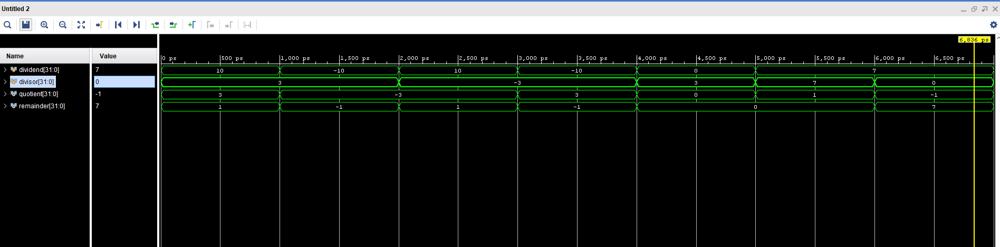 Untitled 2
6,836 ps
Name Value
0 ps 500 ps 1,000 ps 1,500 ps 2,000 ps 2,500 ps 3,000 ps 3,500 ps 4,000 ps 4,500 ps 5,000 ps 5,500 ps 6,000 ps 6,500 ps
dividend[31:0] 7 10 -10 10 -10 0 7
divisor[31:0] 0 3 -3 3 7 0
quotient[31:0] -1 3 -3 3 0 1 -1
remainder[31:0] 7 1 -1 1 -1 0 7